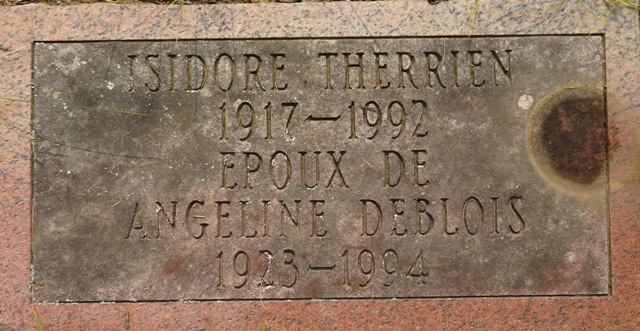 ISIDORE THERRIEN
1917—1992
EPOUX DE
ANGELINE DEBLOIS
1923—1994